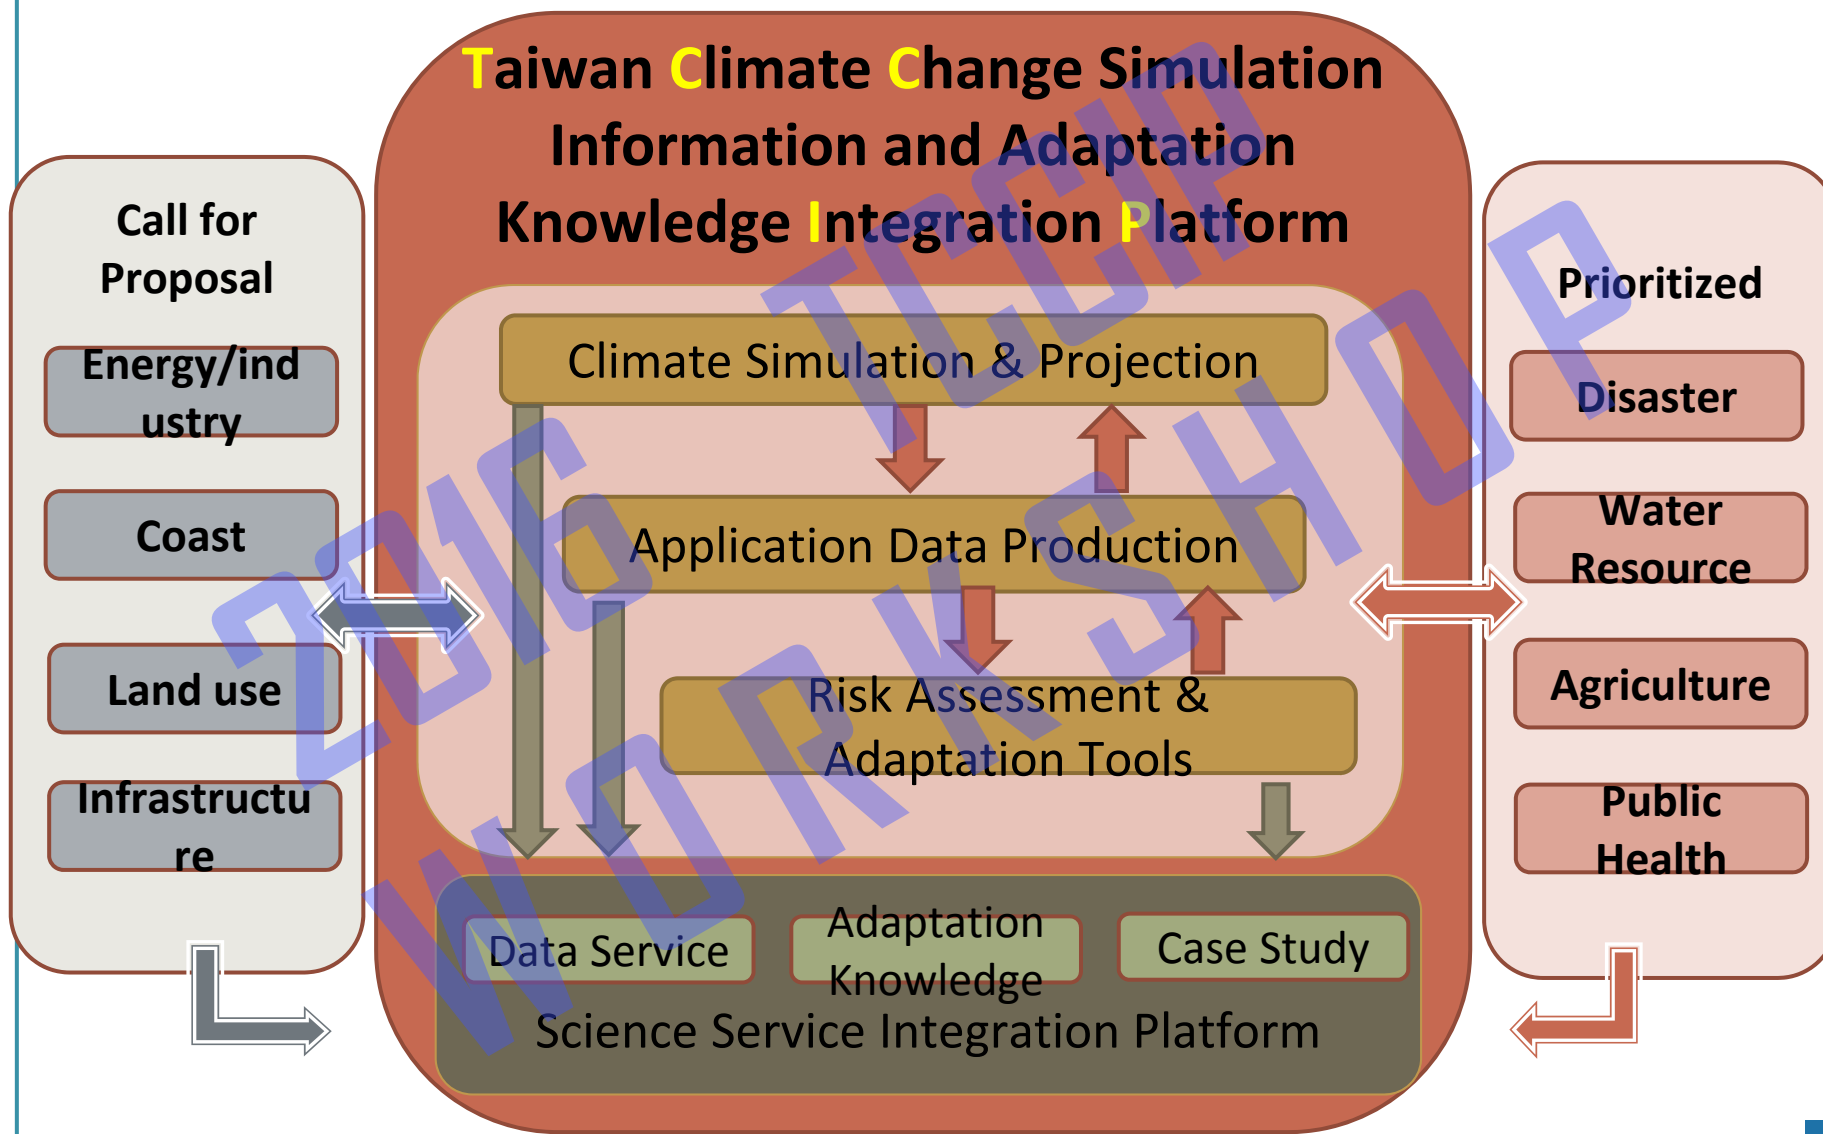 Taiwan Climate Change Simulation
Information and Adaptation
Knowledge Integration Platform
Call for
Proposal
Energy/ind
ustry
Coast
Land use
Infrastructu
re
Climate Simulation & Projection
Application Data Production
Risk Assessment &
Adaptation Tools
Data Service
Adaptation
Knowledge
Case Study
Science Service Integration Platform
Prioritized
Disaster
Water
Resource
Agriculture
Public
Health
2016 TCCIP
WORKSHOP